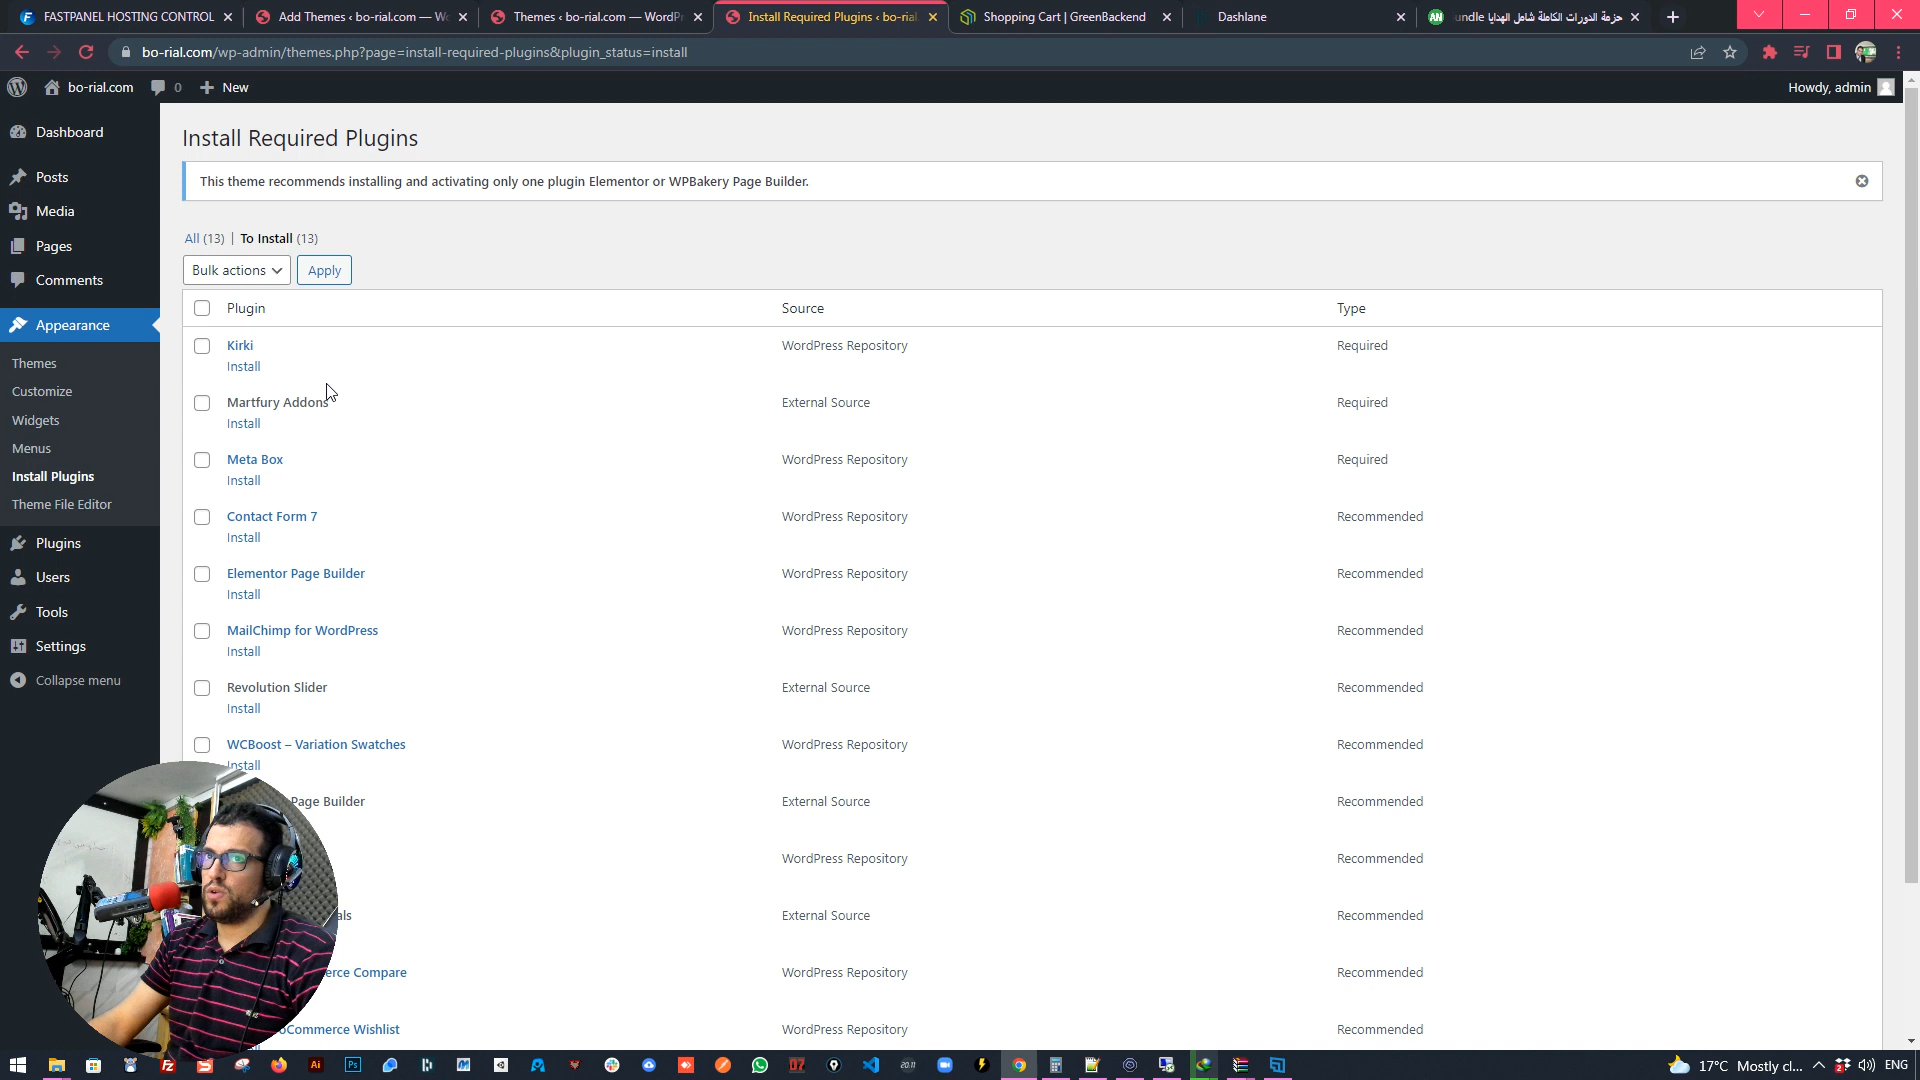 FASTPANEL HOSTING CONTROL
Add Themes ‹ bo-rial.com — Wo
Themes ‹ bo-rial.com — WordPr
Install Required Plugins ‹ bo-rial
Shopping Cart | GreenBackend
Dashlane
AN
حزمة الدورات الكاملة شامل الهدايا undle
bo-rial.com/wp-admin/themes.php?page=install-required-plugins&plugin_status=install
bo-rial.com
0
New
Howdy, admin
Dashboard
Posts
Media
Pages
Comments
Appearance
Themes
Customize
Widgets
Menus
Install Plugins
Theme File Editor
Plugins
Users
Tools
Settings
Collapse menu
Install Required Plugins
This theme recommends installing and activating only one plugin Elementor or WPBakery Page Builder.
All (13) | To Install (13)
Bulk actions
Apply
Plugin Source Type
Kirki WordPress Repository Required
Install
Martfury Addons External Source Required
Install
Meta Box WordPress Repository Required
Install
Contact Form 7 WordPress Repository Recommended
Install
Elementor Page Builder WordPress Repository Recommended
Install
MailChimp for WordPress WordPress Repository Recommended
Install
Revolution Slider External Source Recommended
Install
WCBoost – Variation Swatches WordPress Repository Recommended
Install
Page Builder External Source Recommended
WordPress Repository Recommended
als External Source Recommended
erce Compare WordPress Repository Recommended
oCommerce Wishlist WordPress Repository Recommended
17°C Mostly cl...
ENG